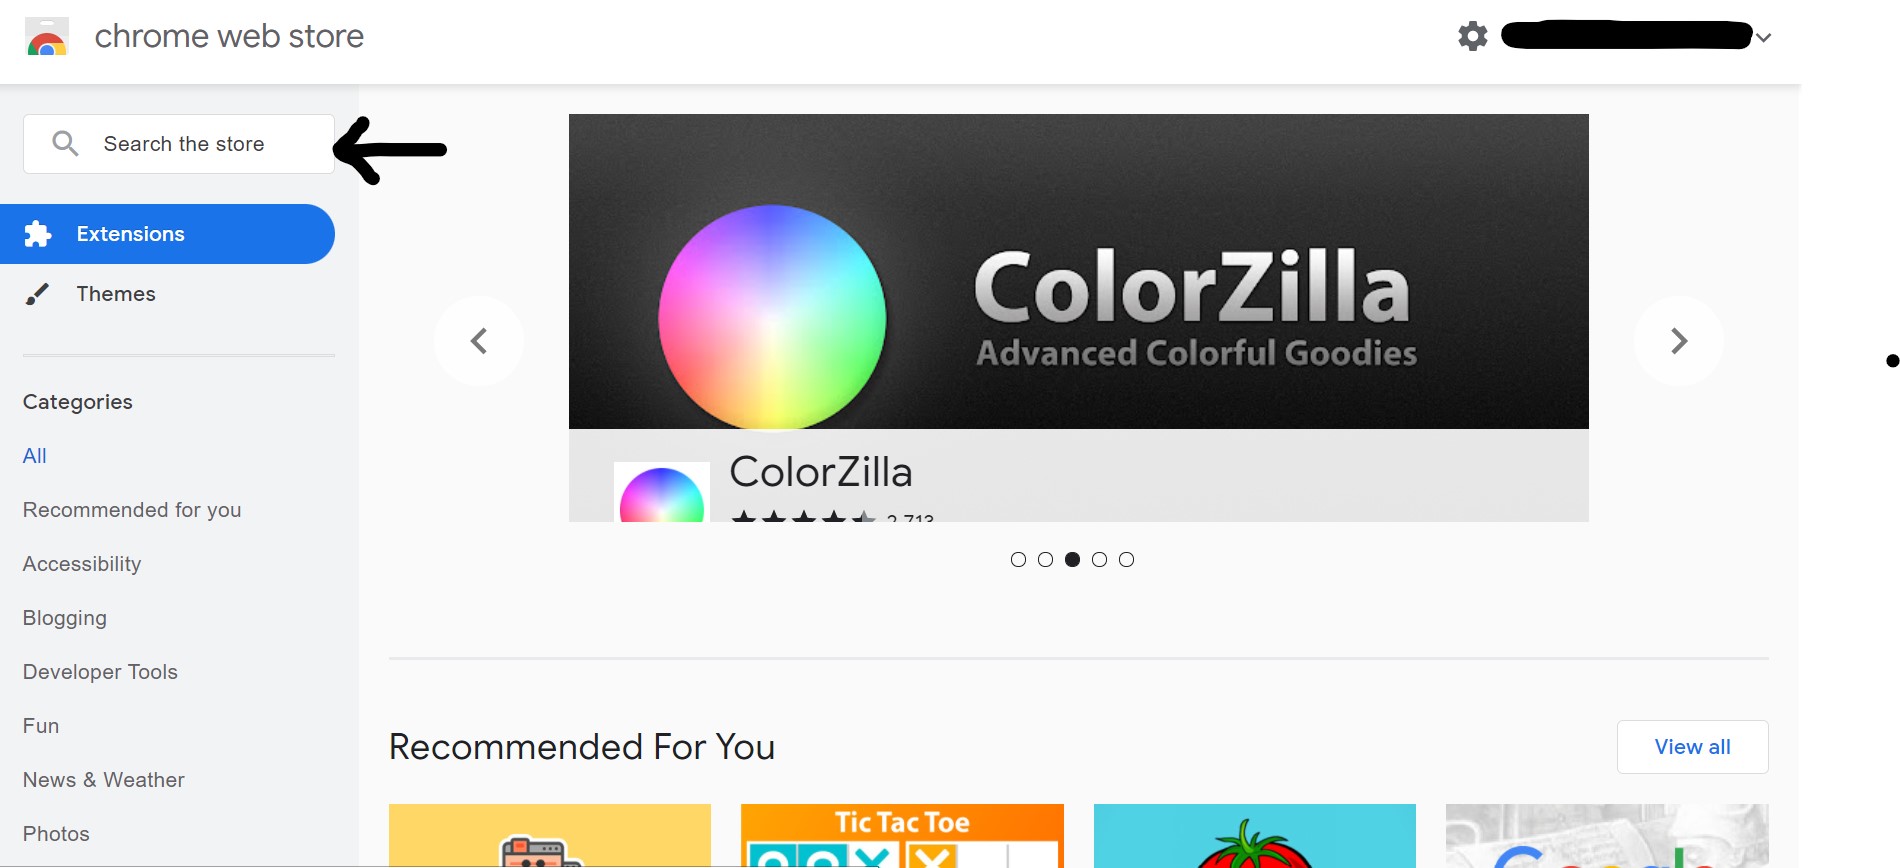 chrome web store
Search the store
Extensions
Themes
Categories
All
Recommended for you
Accessibility
Blogging
Developer Tools
Fun
News & Weather
Photos
ColorZilla
Advanced Colorful Goodies
ColorZilla
2,713
Recommended For You
View all
Tic Tac Toe
Google